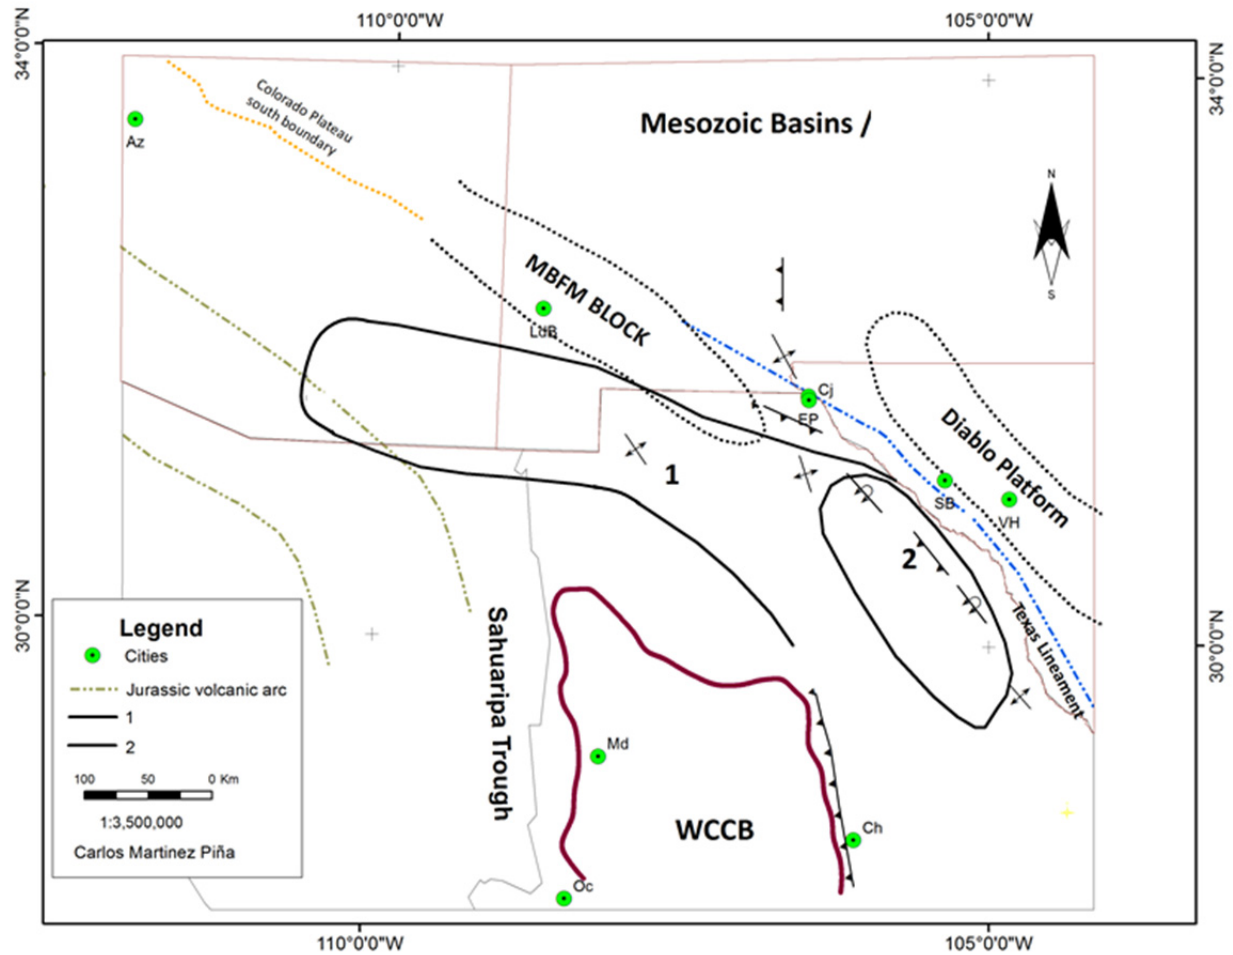 110°0'0"W
105°0'0"W
34°0'0"N
34°0'0"N
Colorado Plateau
south boundary
Mesozoic Basins /
Az
N
S
MBFM BLOCK
LuB
Cj
EP
Diablo Platform
1
SB
VH
2
30°0'0"N
30°0'0"N
Texas Lineament
Sahuaripa Trough
Legend
Cities
Jurassic volcanic arc
1
2
100 50 0 Km
1:3,500,000
Carlos Martinez Piña
Md
WCCB
Ch
Oc
110°0'0"W
105°0'0"W